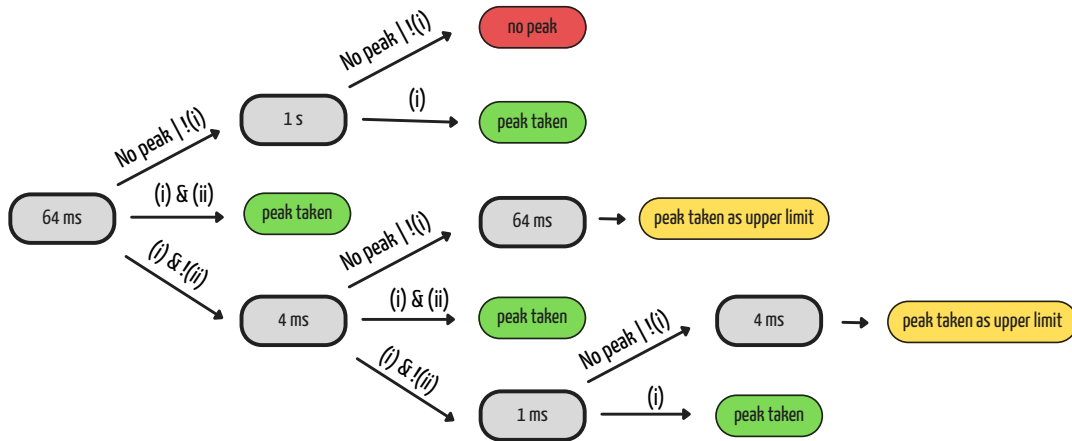 No peak | !(i)
no peak
1 s
(i)
peak taken
No peak | !(i)
64 ms
(i) & (ii)
peak taken
(i) & !(ii)
No peak | !(i)
64 ms
peak taken as upper limit
4 ms
(i) & (ii)
peak taken
(i) & !(ii)
No peak | !(i)
4 ms
peak taken as upper limit
1 ms
(i)
peak taken